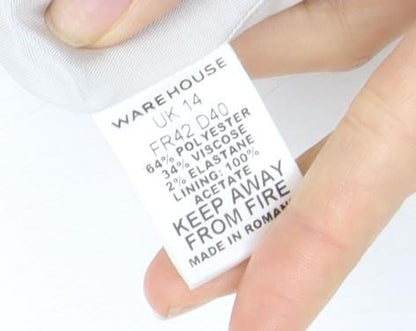 WAREHOUSE
UK 14
FR42 D40
64% POLYESTER
34% VISCOSE
2% ELASTANE
LINING: 100%
ACETATE
KEEP AWAY
FROM FIRE
MADE IN ROMAN